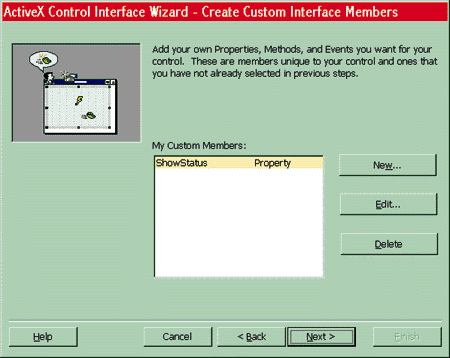 ActiveX Control Interface Wizard - Create Custom Interface Members
Add your own Properties, Methods, and Events you want for your
control. These are members unique to your control and ones that
you have not already selected in previous steps.
My Custom Members:
ShowStatus Property
New...
Edit...
Delete
Help Cancel < Back Next > Finish